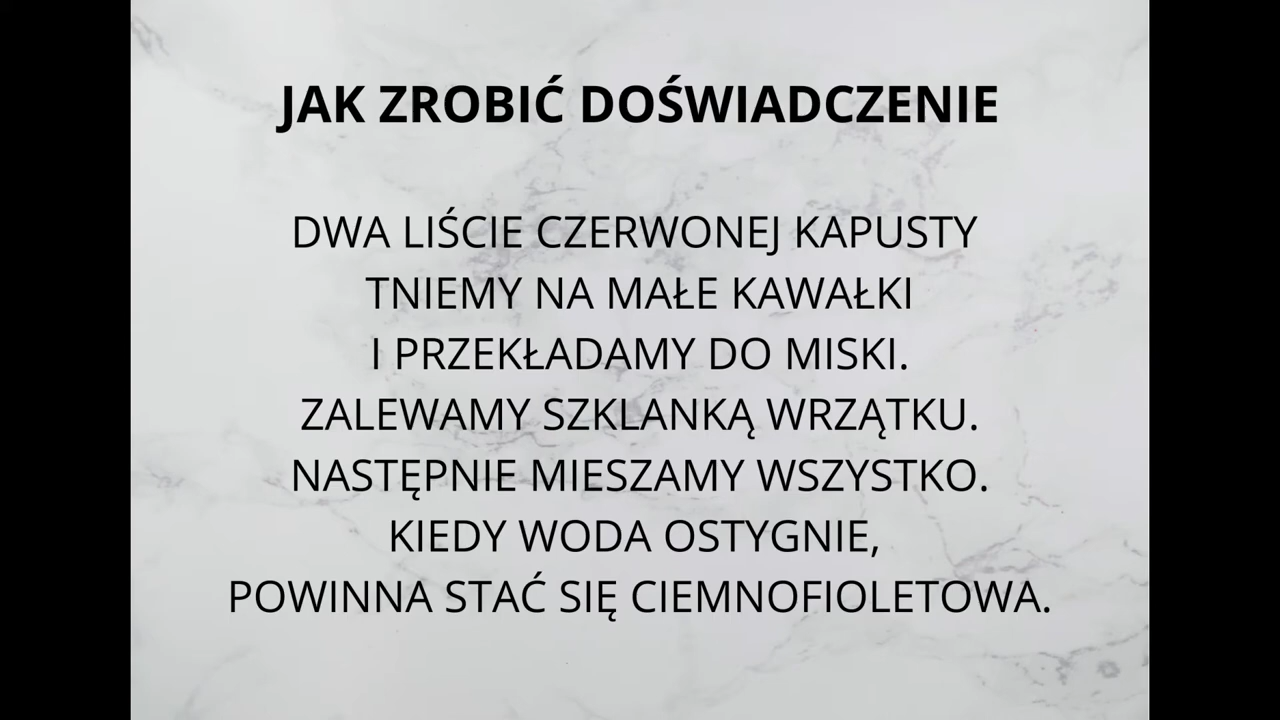 JAK ZROBIĆ DOŚWIADCZENIE
DWA LIŚCIE CZERWONEJ KAPUSTY
TNIEMY NA MAŁE KAWAŁKI
I PRZEKŁADAMY DO MISKI.
ZALEWAMY SZKLANKĄ WRZĄTKU.
NASTĘPNIE MIESZAMY WSZYSTKO.
KIEDY WODA OSTYGNIE,
POWINNA STAĆ SIĘ CIEMNOFIOLETOWA.